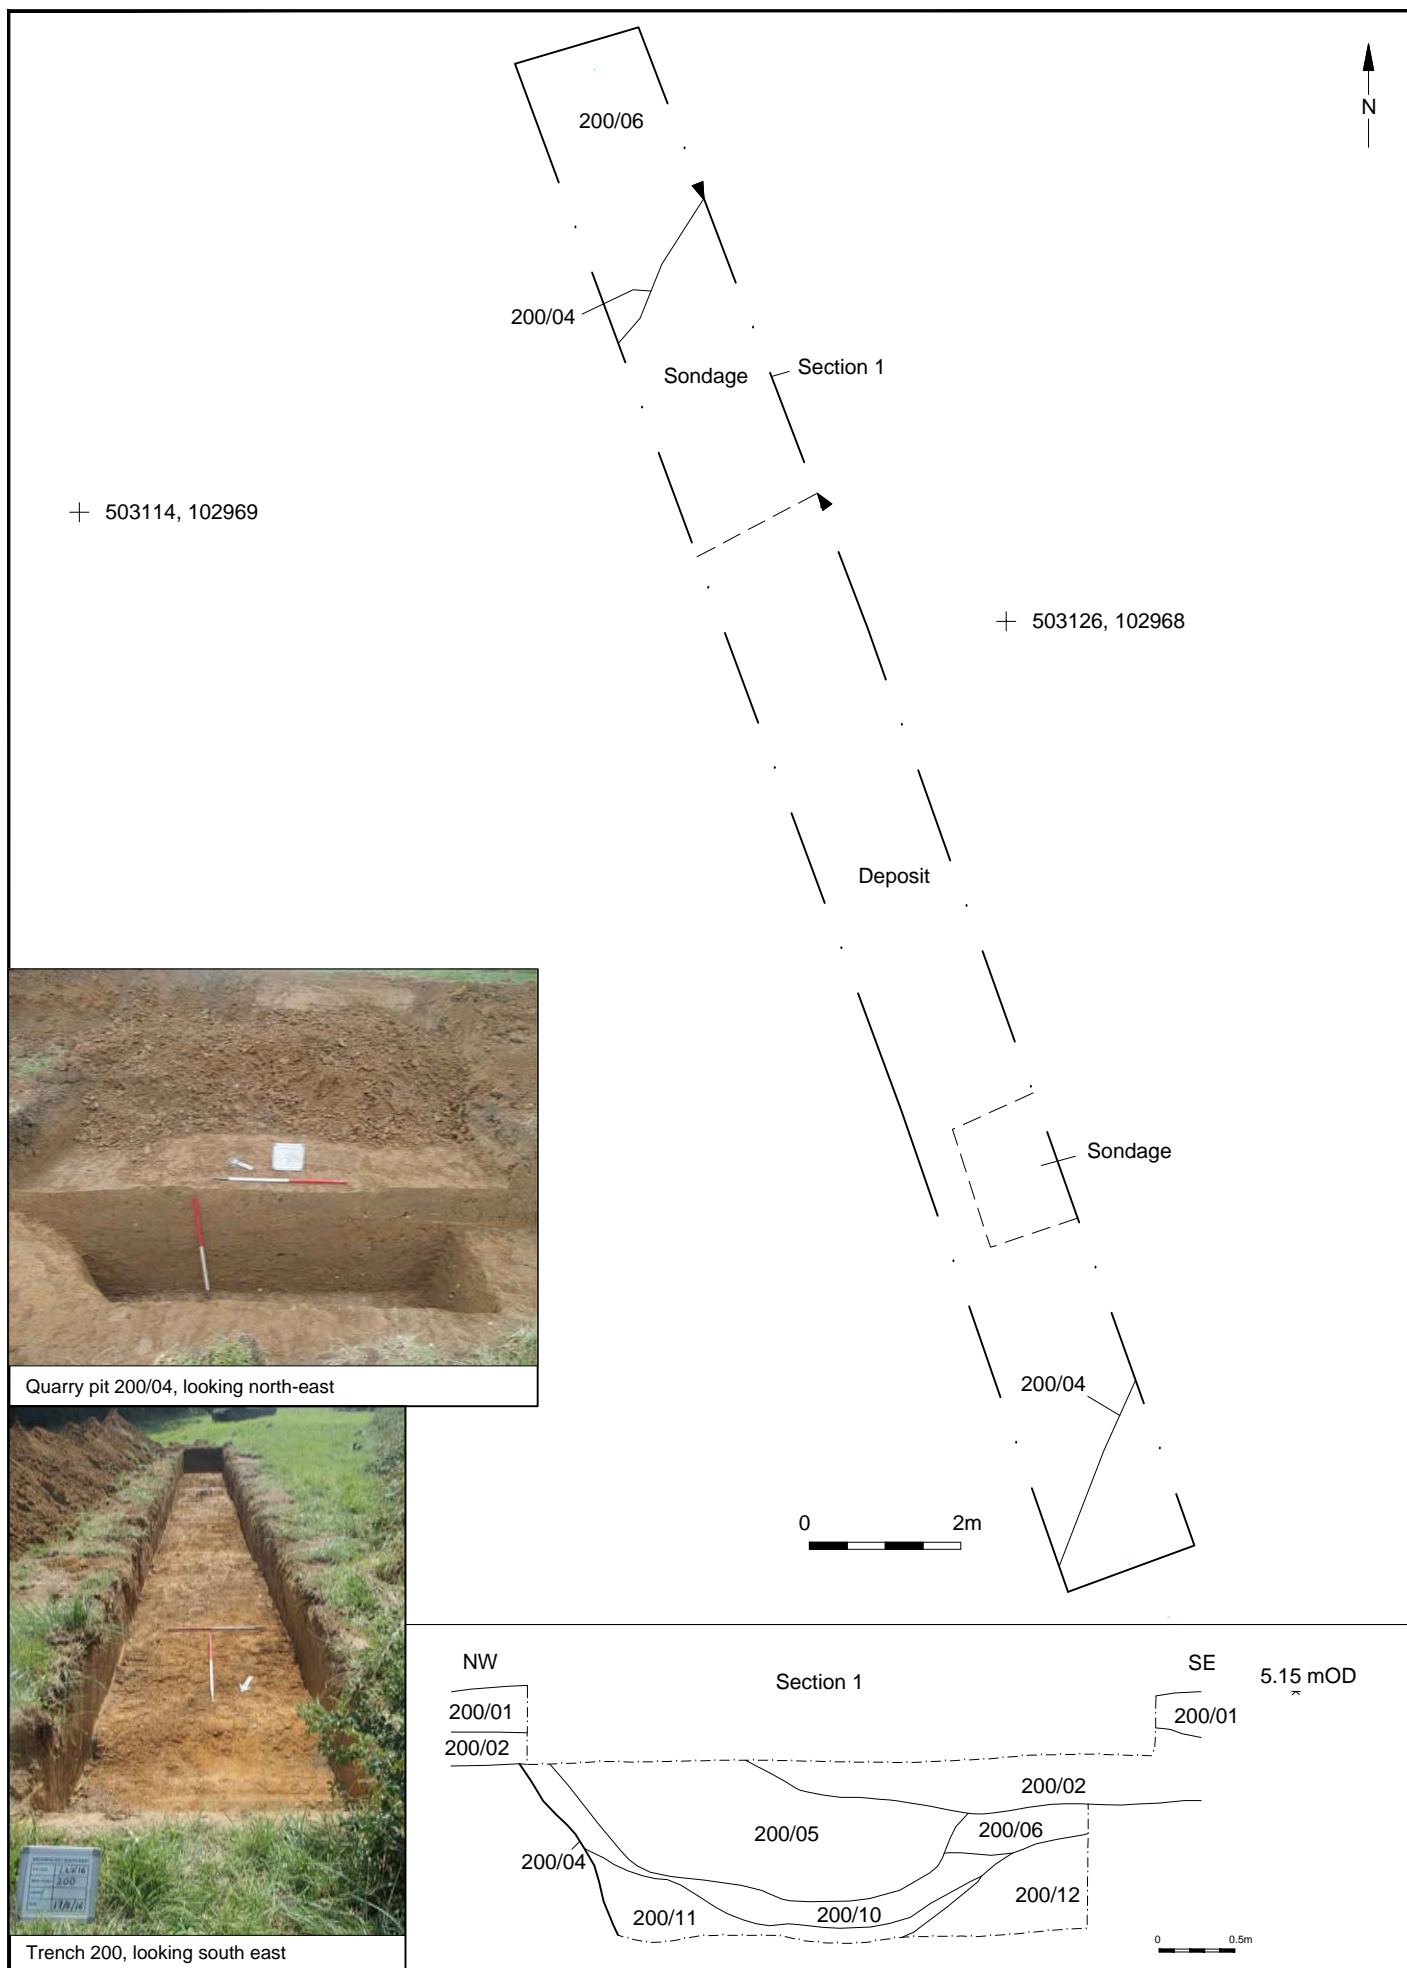 N
200/06
200/04
Sondage
Section 1
503114, 102969
503126, 102968
Deposit
Sondage
200/04
0 2m
Quarry pit 200/04, looking north-east
200
Trench 200, looking south east
NW
Section 1
SE
5.15 mOD
200/01
200/01
200/02
200/02
200/05
200/06
200/04
200/12
200/11
200/10
0 0.5m